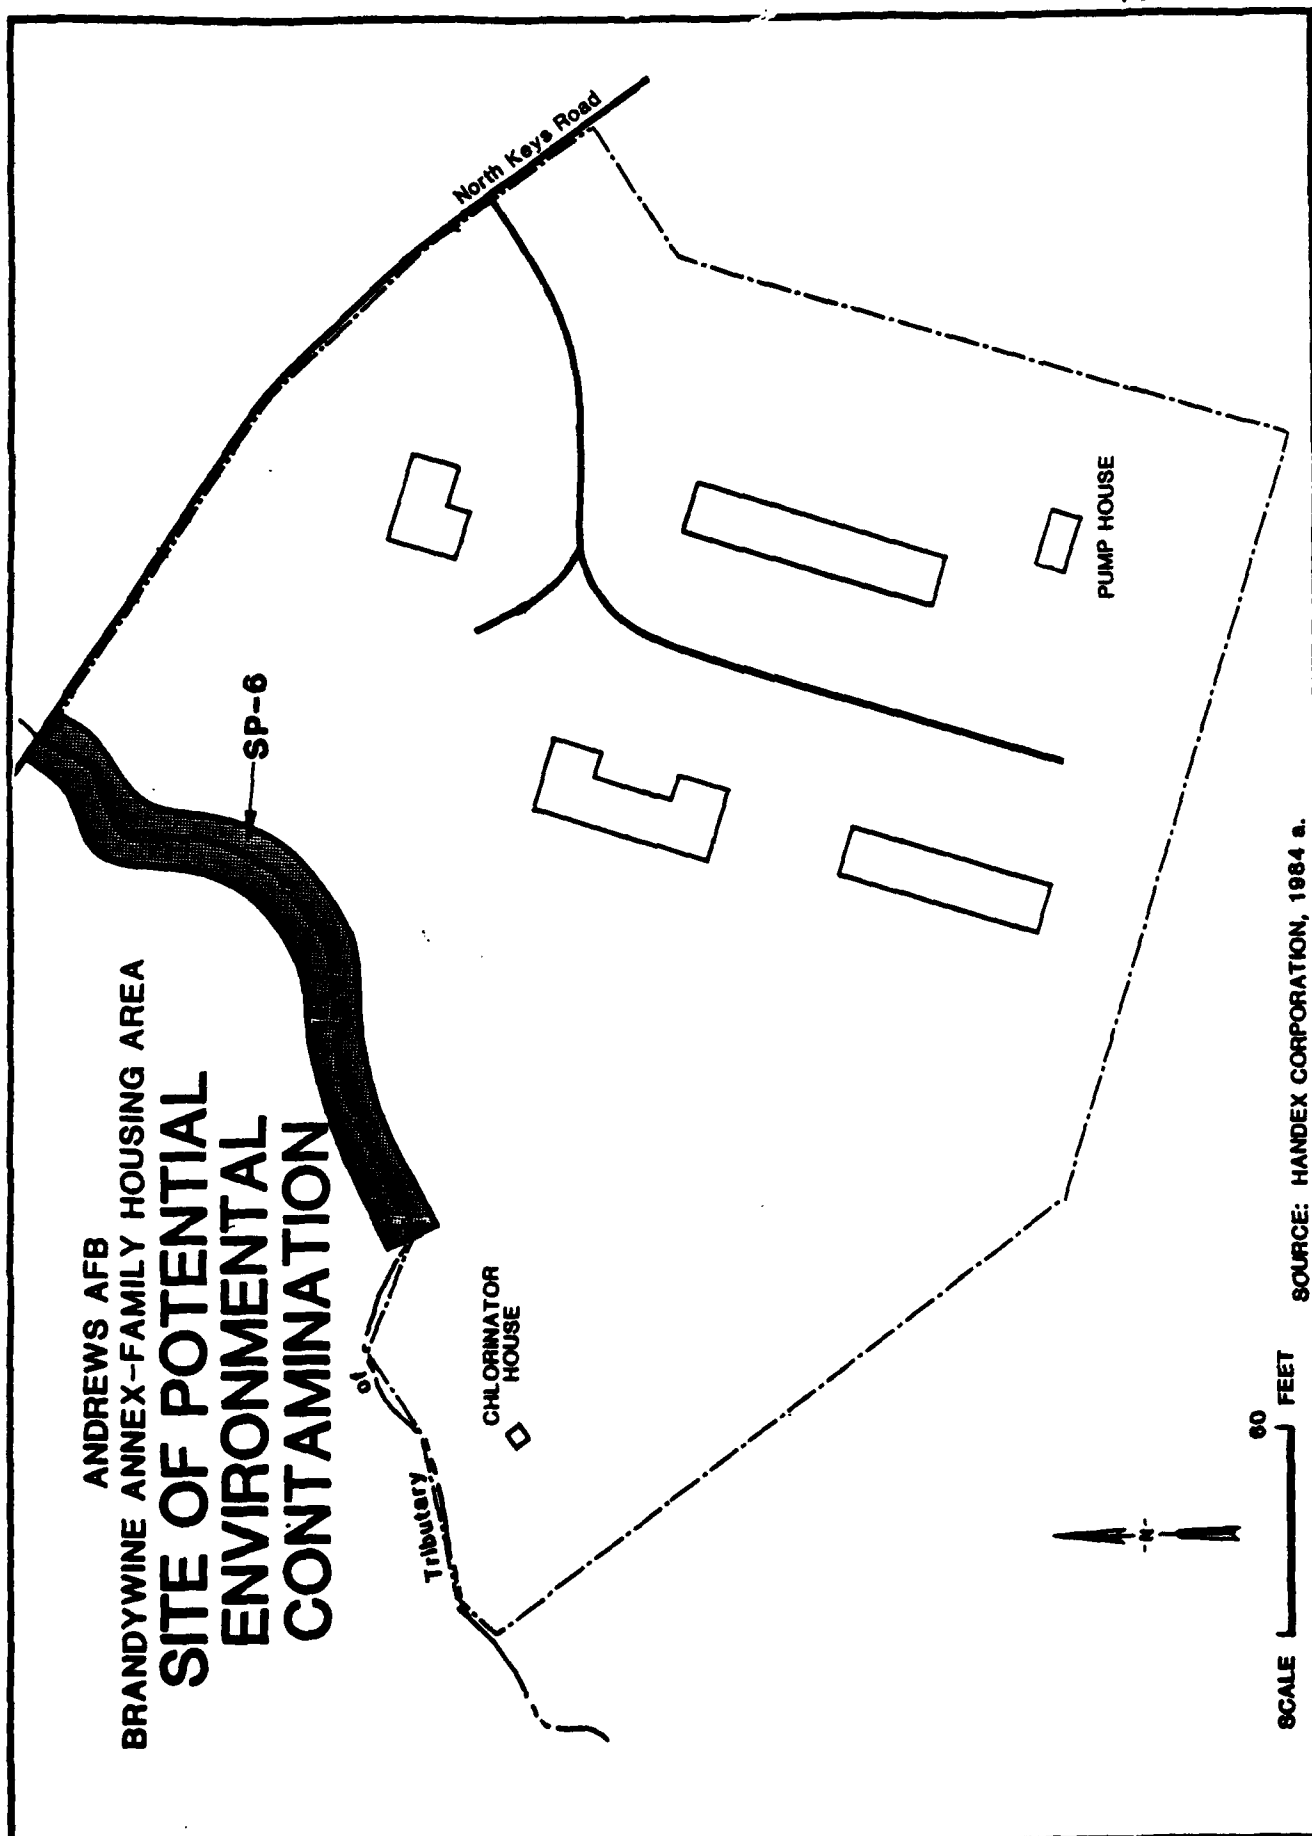 ANDREWS AFB
BRANDYWINE ANNEX-FAMILY HOUSING AREA
SITE OF POTENTIAL
ENVIRONMENTAL
CONTAMINATION
SP-6
North Keys Road
Tributary
of
CHLORINATOR
HOUSE
PUMP HOUSE
-N-
SCALE
60
FEET
SOURCE: HANDEX CORPORATION, 1984 a.